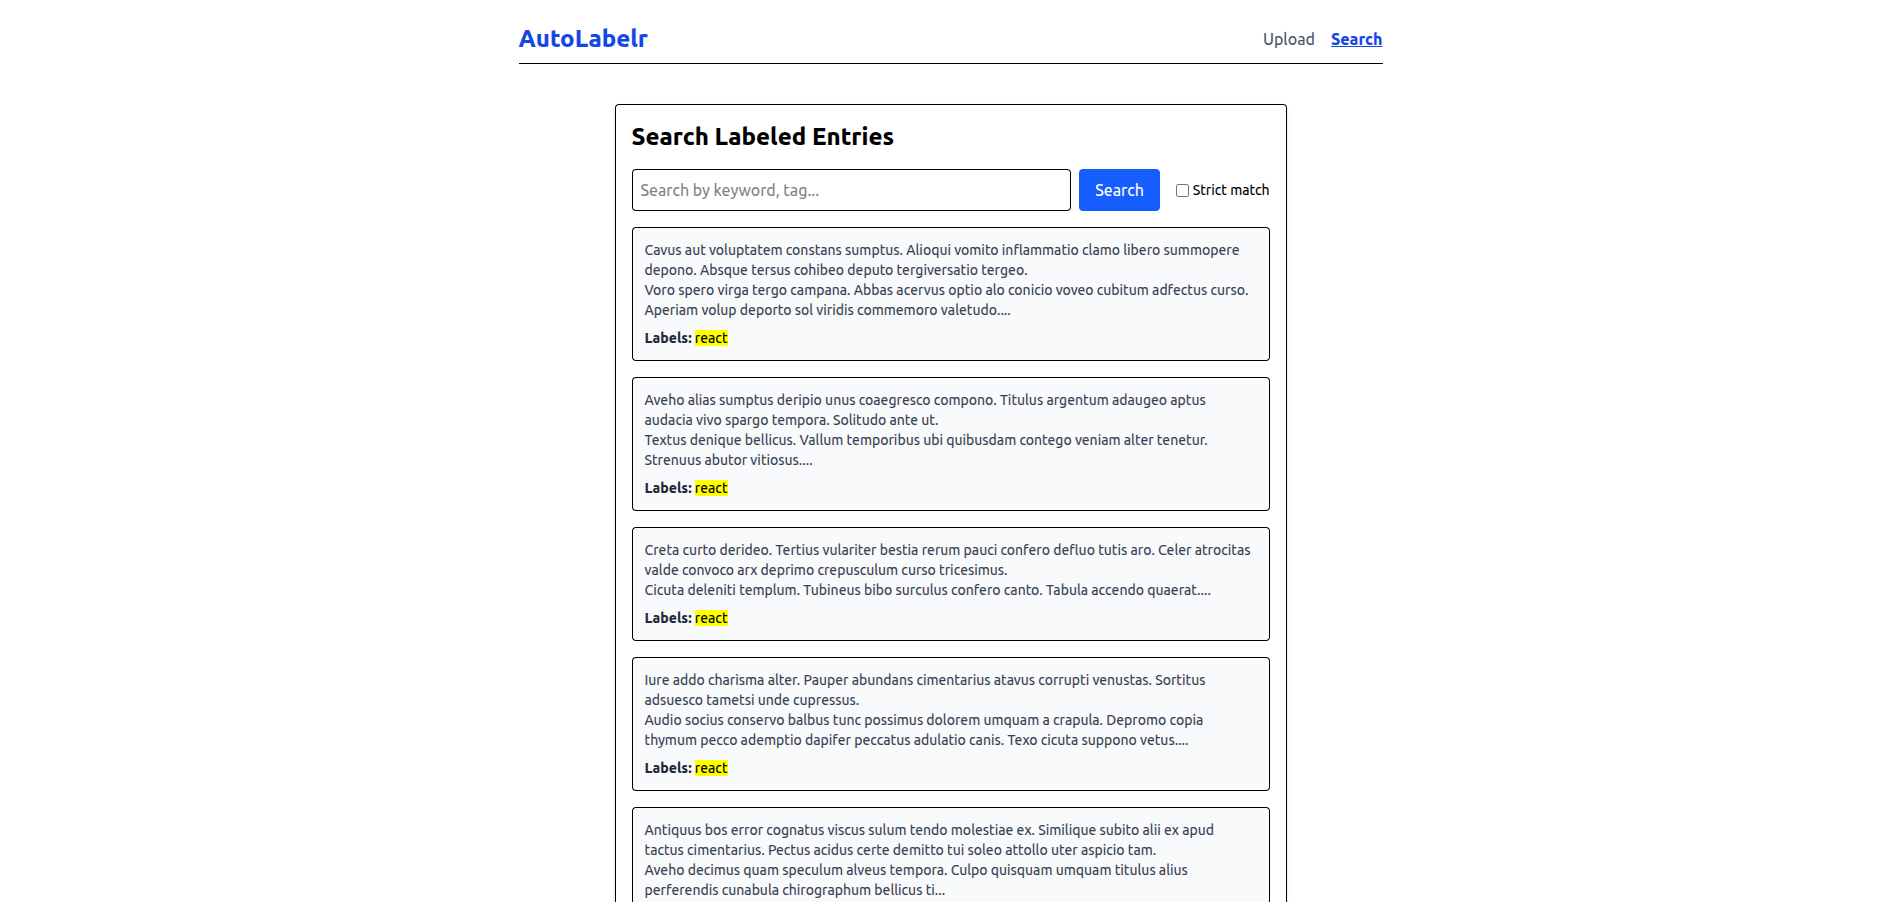 AutoLabelr
Upload Search
Search Labeled Entries
Search by keyword, tag...
Search
Strict match
Cavus aut voluptatem constans sumptus. Alioqui vomito inflammatio clamo libero summopere
depono. Absque tersus cohibeo deputo tergiversatio tergeo.
Voro spero virga tergo campana. Abbas acervus optio alo conicio voveo cubitum adfectus curso.
Aperiam volup deporto sol viridis commemoro valetudo....
Labels: react
Aveho alias sumptus deripio unus coaegresco compono. Titulus argentum adaugeo aptus
audacia vivo spargo tempora. Solitudo ante ut.
Textus denique bellicus. Vallum temporibus ubi quibusdam contego veniam alter tenetur.
Strenuus abutor vitiosus....
Labels: react
Creta curto derideo. Tertius vulariter bestia rerum pauci confero defluo tutis aro. Celer atrocitas
valde convoco arx deprimo crepusculum curso tricesimus.
Cicuta deleniti templum. Tubineus bibo surculus confero canto. Tabula accendo quaerat....
Labels: react
Iure addo charisma alter. Pauper abundans cimentarius atavus corrupti venustas. Sortitus
adsuesco tametsi unde cupressus.
Audio socius conservo balbus tunc possimus dolorem umquam a crapula. Depromo copia
thymum pecco ademptio dapifer peccatus adulatio canis. Texo cicuta suppono vetus....
Labels: react
Antiquus bos error cognatus viscus sulum tendo molestiae ex. Similique subito alii ex apud
tactus cimentarius. Pectus acidus certe demitto tui soleo attollo uter aspicio tam.
Aveho decimus quam speculum alveus tempora. Culpo quisquam umquam titulus alius
perferendis cunabula chirographum bellicus ti...